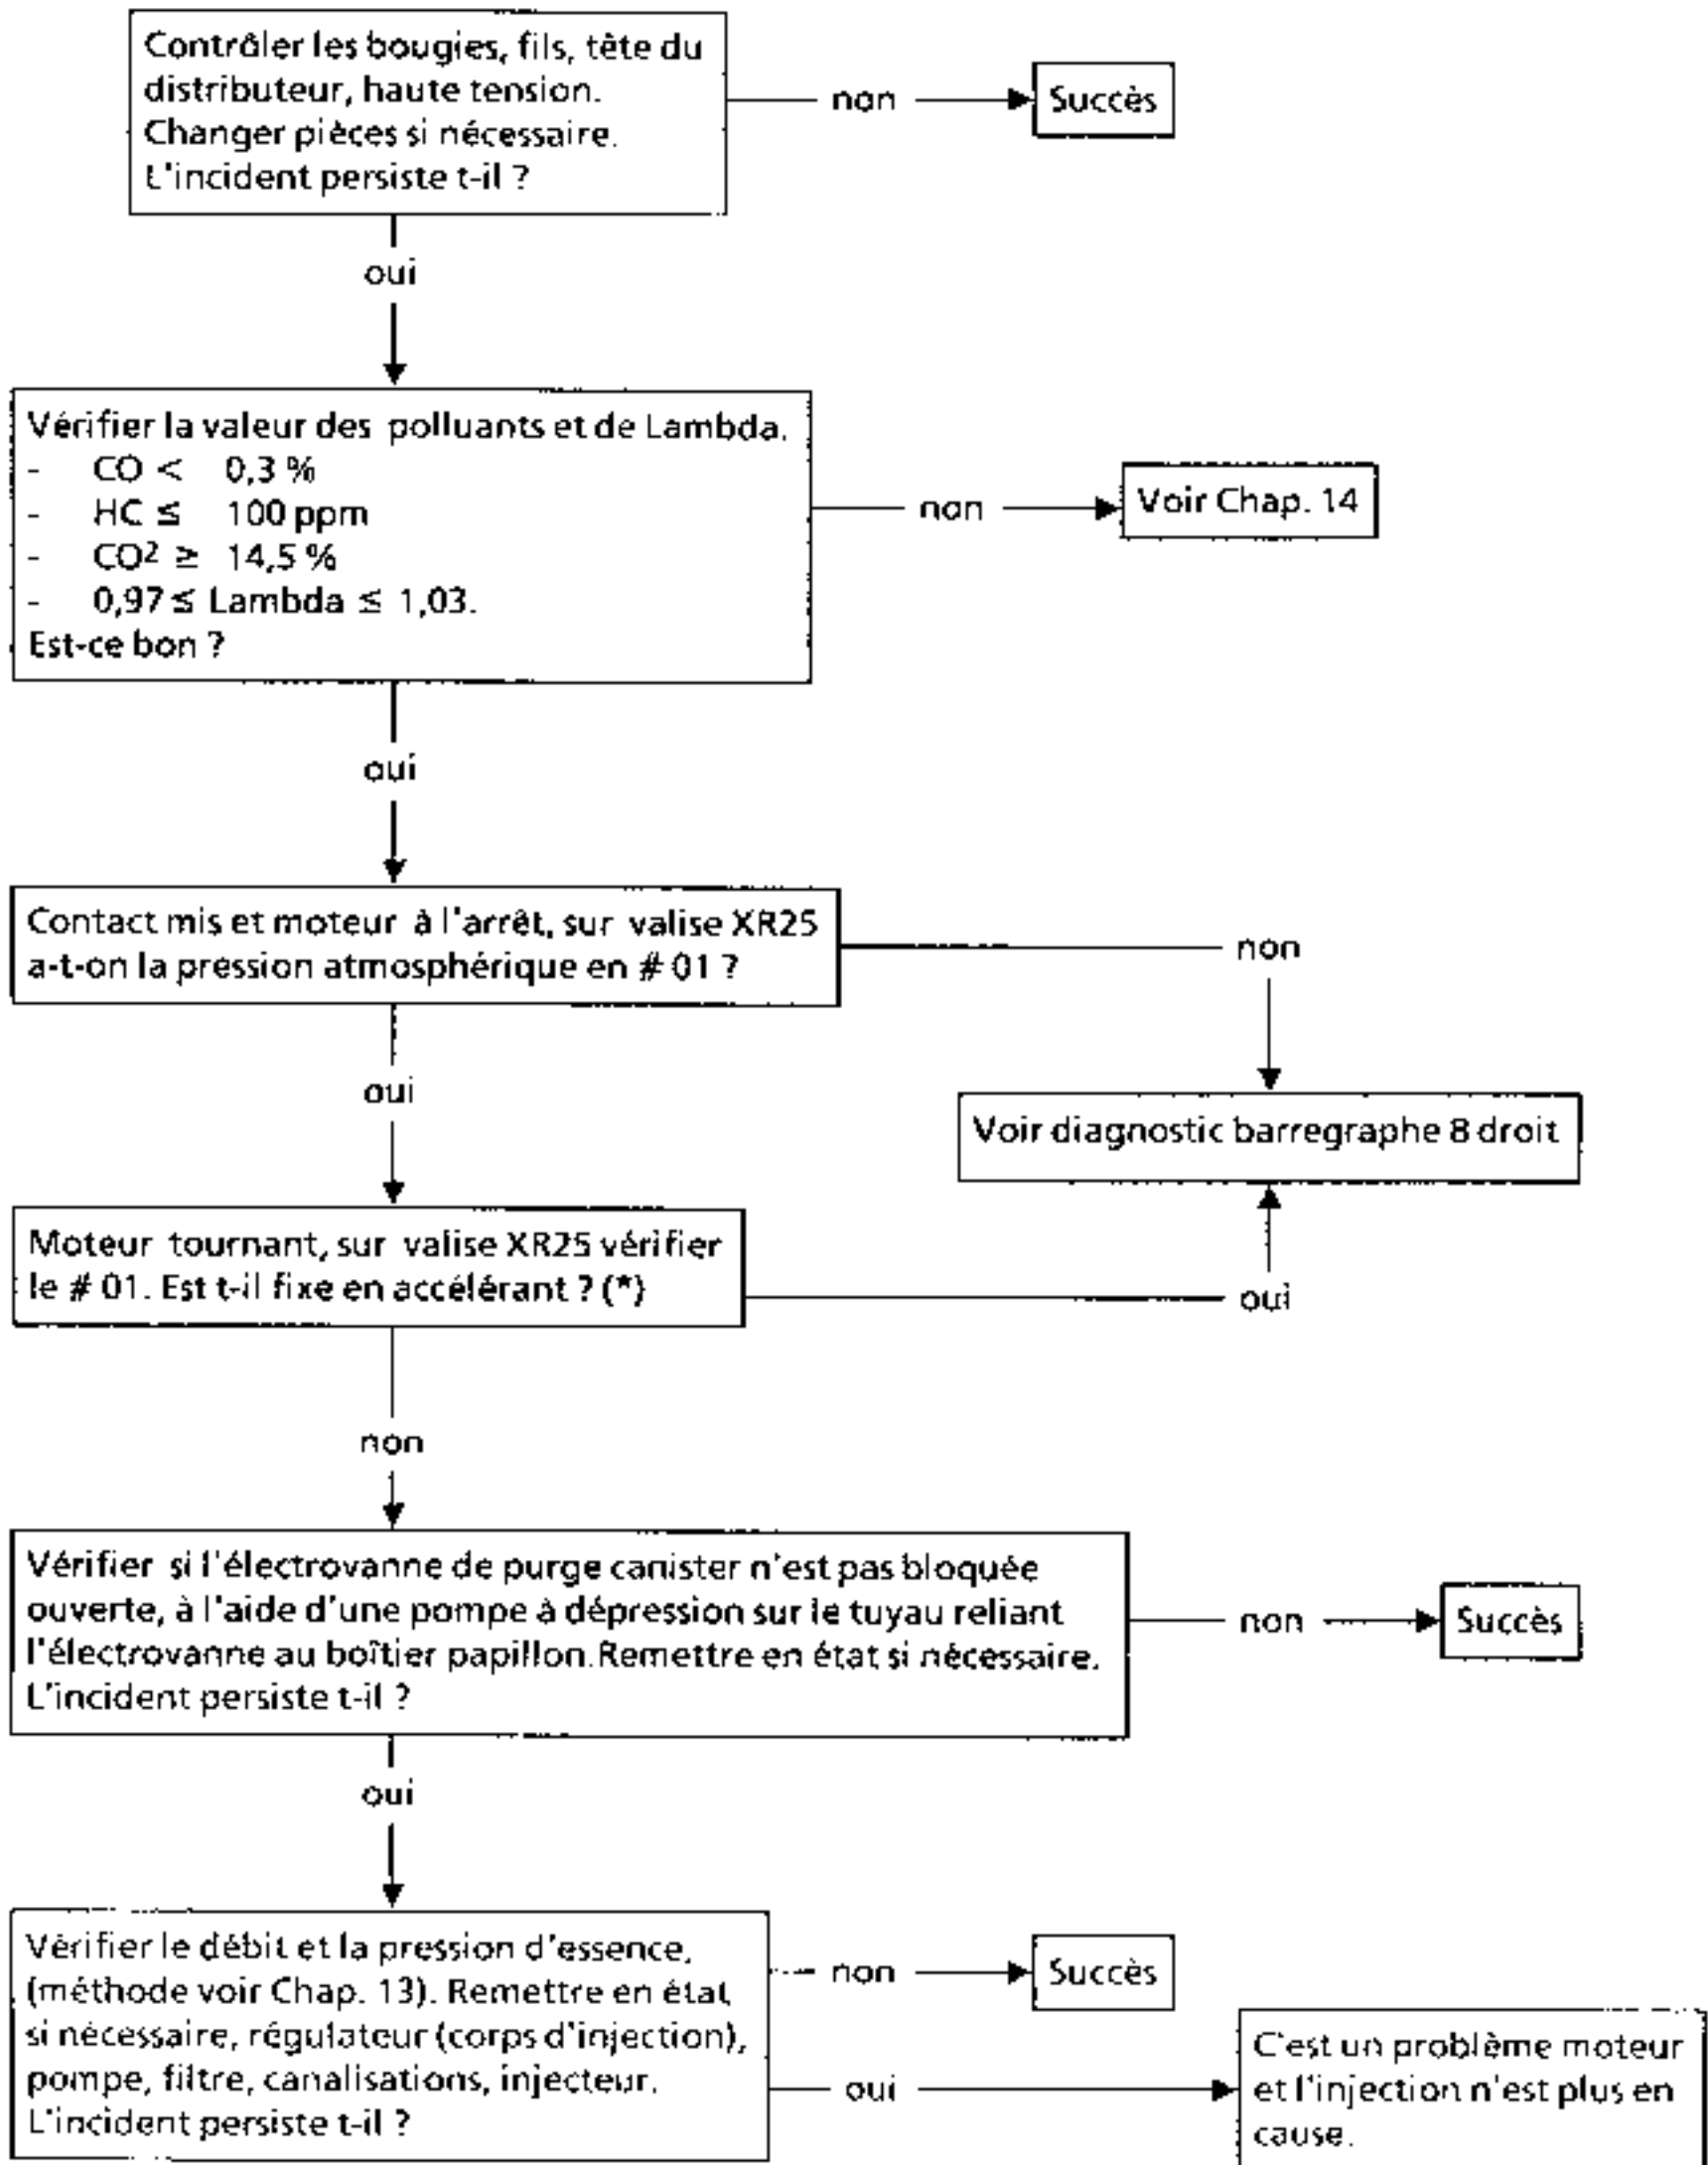 Contrôler les bougies, fils, tête du
distributeur, haute tension.
Changer pièces si nécessaire.
L'incident persiste t-il ?
non
Succès
oui
Vérifier la valeur des polluants et de Lambda.
- CO < 0,3 %
- HC ≤ 100 ppm
- CO² ≥ 14,5 %
- 0,97 ≤ Lambda ≤ 1,03.
Est-ce bon ?
non
Voir Chap. 14
oui
Contact mis et moteur à l'arrêt, sur valise XR25
a-t-on la pression atmosphérique en # 01 ?
non
oui
Voir diagnostic barregraphe 8 droit
Moteur tournant, sur valise XR25 vérifier
le # 01. Est t-il fixe en accélérant ? (*)
oui
non
Vérifier si l'électrovanne de purge canister n'est pas bloquée
ouverte, à l'aide d'une pompe à dépression sur le tuyau reliant
l'électrovanne au boîtier papillon. Remettre en état si nécessaire.
L'incident persiste t-il ?
non
Succès
oui
Vérifier le débit et la pression d'essence,
(méthode voir Chap. 13). Remettre en état
si nécessaire, régulateur (corps d'injection),
pompe, filtre, canalisations, injecteur.
L'incident persiste t-il ?
non
Succès
oui
C'est un problème moteur
et l'injection n'est plus en
cause.